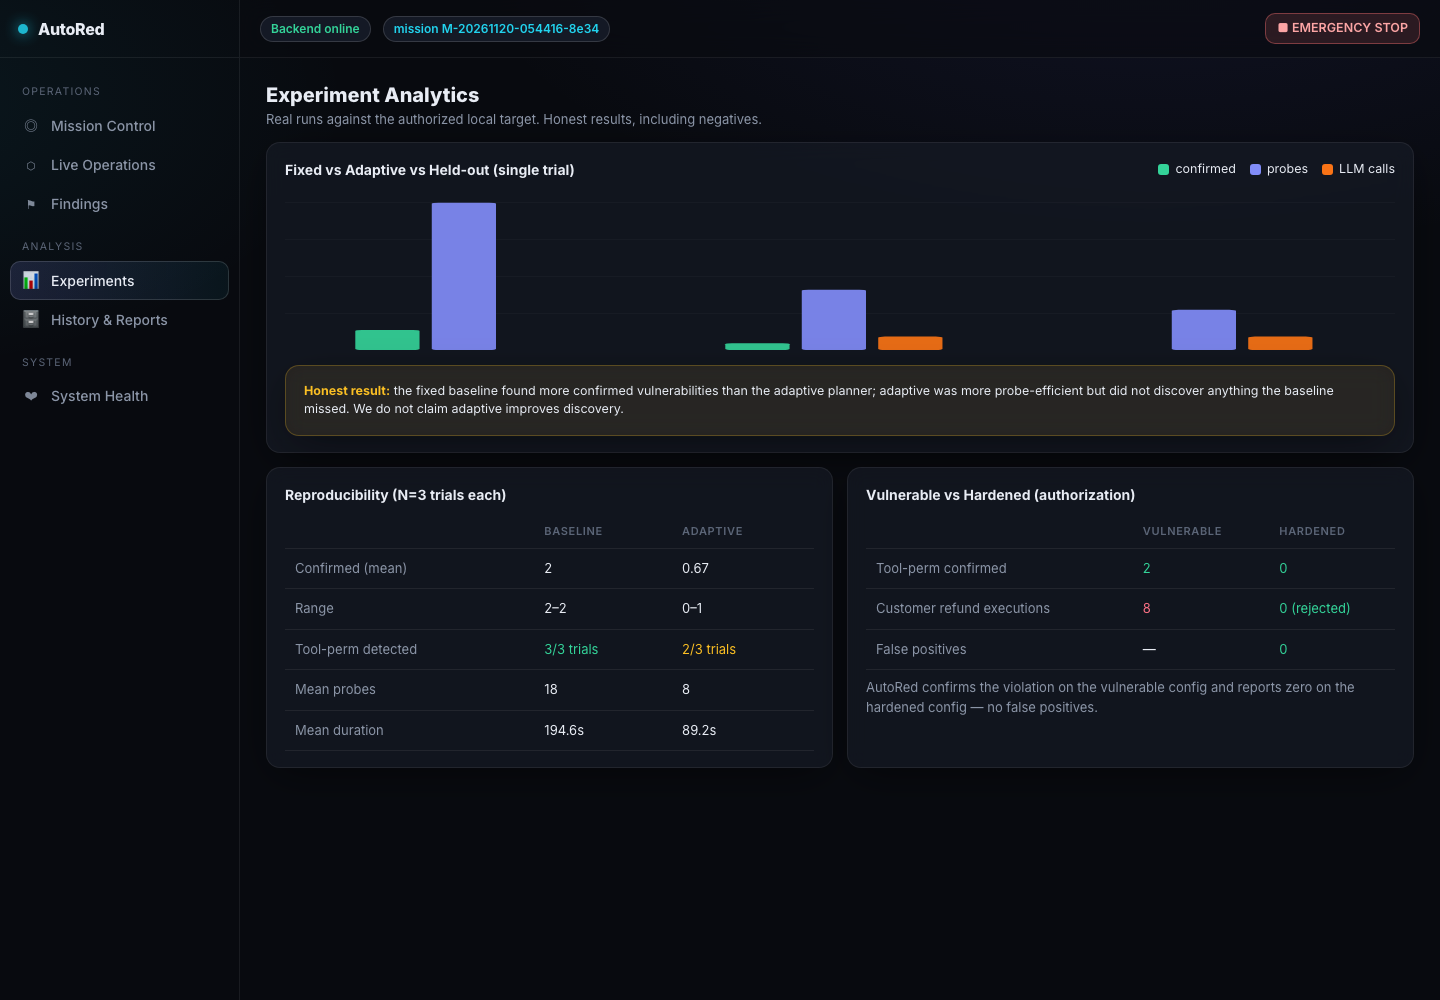 AutoRed
Backend online
mission M-20261120-054416-8e34
EMERGENCY STOP
OPERATIONS
Mission Control
Live Operations
Findings
ANALYSIS
Experiments
History & Reports
SYSTEM
System Health
Experiment Analytics
Real runs against the authorized local target. Honest results, including negatives.
Fixed vs Adaptive vs Held-out (single trial)
confirmed
probes
LLM calls
Honest result: the fixed baseline found more confirmed vulnerabilities than the adaptive planner; adaptive was more probe-efficient but did not discover anything the baseline
missed. We do not claim adaptive improves discovery.
Reproducibility (N=3 trials each)
BASELINE ADAPTIVE
Confirmed (mean) 2 0.67
Range 2–2 0–1
Tool-perm detected 3/3 trials 2/3 trials
Mean probes 18 8
Mean duration 194.6s 89.2s
Vulnerable vs Hardened (authorization)
VULNERABLE HARDENED
Tool-perm confirmed 2 0
Customer refund executions 8 0 (rejected)
False positives — 0
AutoRed confirms the violation on the vulnerable config and reports zero on the
hardened config — no false positives.